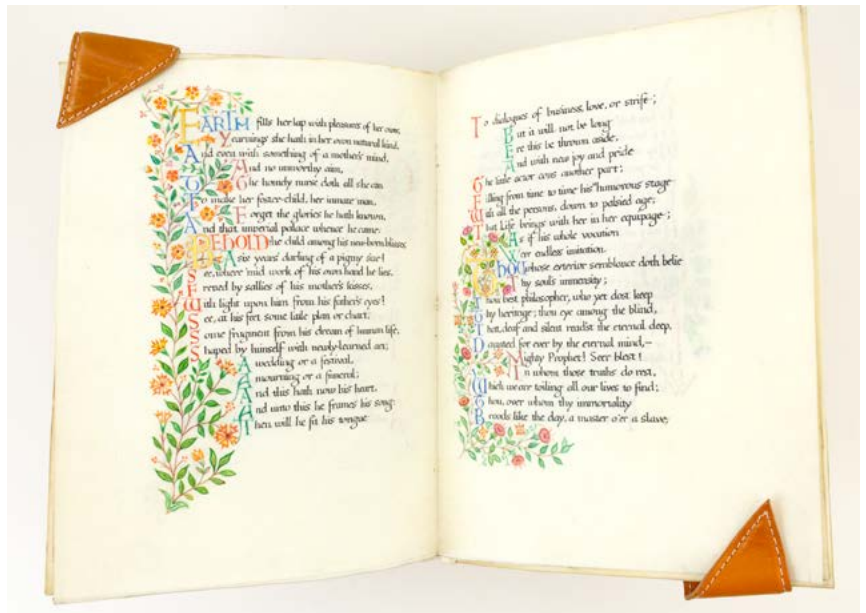 EARTH fills her lap with pleasures of her own;
Yearnings she hath in her own natural kind,
And even with something of a mother's mind,
And no unworthy aim,
The homely nurse doth all she can
To make her foster-child, her inmate man,
Forget the glories he hath known,
And that imperial palace whence he came.
BEHOLD the child among his new-born blisses,
A six years' darling of a pigmy size!
See, where 'mid work of his own hand he lies,
Fretted by sallies of his mother's kisses,
With light upon him from his father's eyes!
See, at his feet some little plan or chart,
Some fragment from his dream of human life,
Shaped by himself with newly-learned art;
A wedding or a festival,
A mourning or a funeral;
And this hath now his heart,
And unto this he frames his song:
Then will he fit his tongue
To dialogues of business, love, or strife;
But it will not be long
Ere this be thrown aside,
And with new joy and pride
The little actor cons another part;
Filling from time to time his "humorous stage"
With all the persons, down to palsied age,
That Life brings with her in her equipage;
As if his whole vocation
Were endless imitation.
Thou whose exterior semblance doth belie
Thy soul's immensity;
Thou best philosopher, who yet dost keep
Thy heritage; thou eye among the blind,
That, deaf and silent read'st the eternal deep,
Haunted for ever by the eternal mind,—
Mighty Prophet! Seer blest!
On whom those truths do rest,
Which we are toiling all our lives to find;
Thou, over whom thy immortality
Broods like the day, a master o'er a slave,